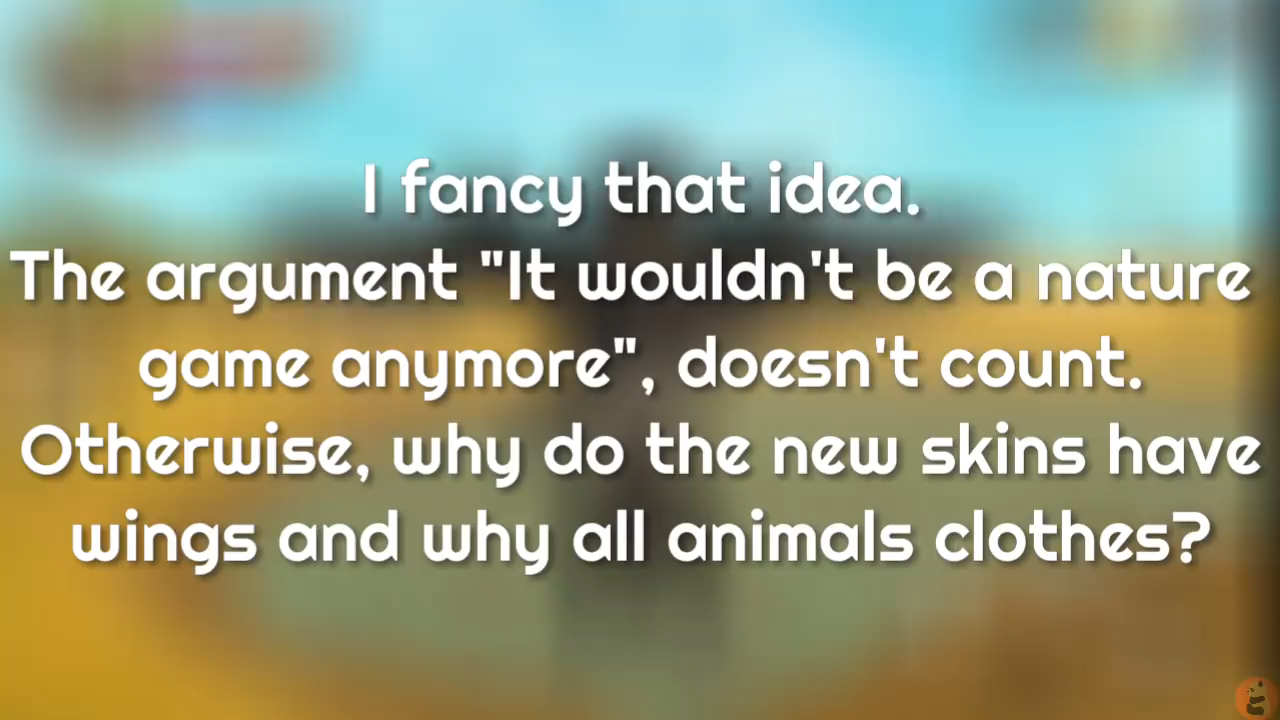 I fancy that idea.
The argument "It wouldn't be a nature
game anymore", doesn't count.
Otherwise, why do the new skins have
wings and why all animals clothes?